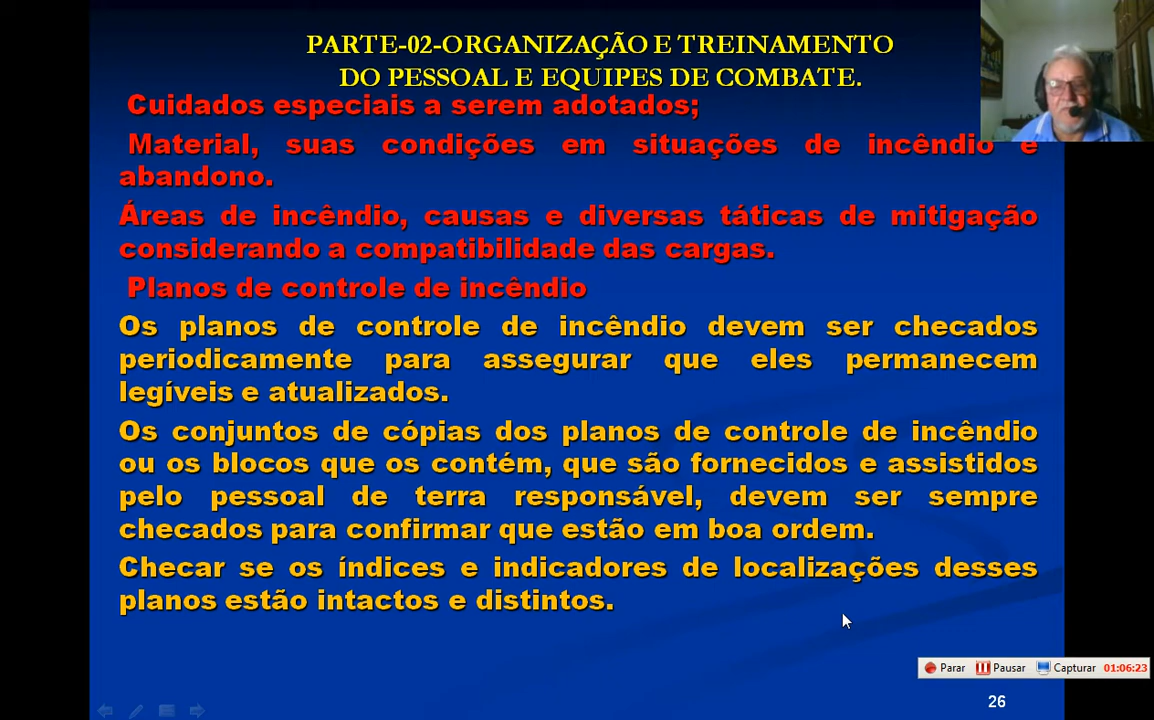 PARTE-02-ORGANIZAÇÃO E TREINAMENTO
DO PESSOAL E EQUIPES DE COMBATE.
Cuidados especiais a serem adotados;
Material, suas condições em situações de incêndio e
abandono.
Áreas de incêndio, causas e diversas táticas de mitigação
considerando a compatibilidade das cargas.
Planos de controle de incêndio
Os planos de controle de incêndio devem ser checados
periodicamente para assegurar que eles permanecem
legíveis e atualizados.
Os conjuntos de cópias dos planos de controle de incêndio
ou os blocos que os contém, que são fornecidos e assistidos
pelo pessoal de terra responsável, devem ser sempre
checados para confirmar que estão em boa ordem.
Checar se os índices e indicadores de localizações desses
planos estão intactos e distintos.
Parar Pausar Capturar 01:06:23
26